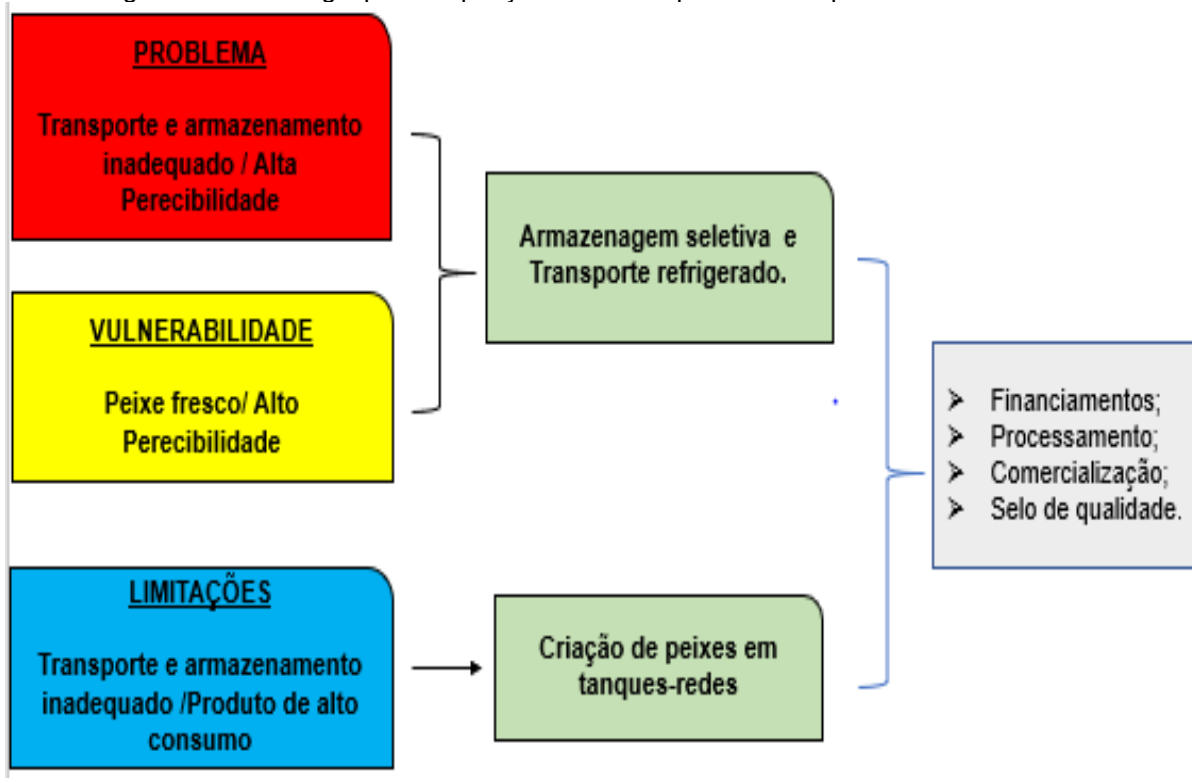 PROBLEMA
Transporte e armazenamento
inadequado / Alta
Perecibilidade
VULNERABILIDADE
Peixe fresco/ Alto
Perecibilidade
LIMITAÇÕES
Transporte e armazenamento
inadequado /Produto de alto
consumo
Armazenagem seletiva e
Transporte refrigerado.
Criação de peixes em
tanques-redes
➢ Financiamentos;
➢ Processamento;
➢ Comercialização;
➢ Selo de qualidade.